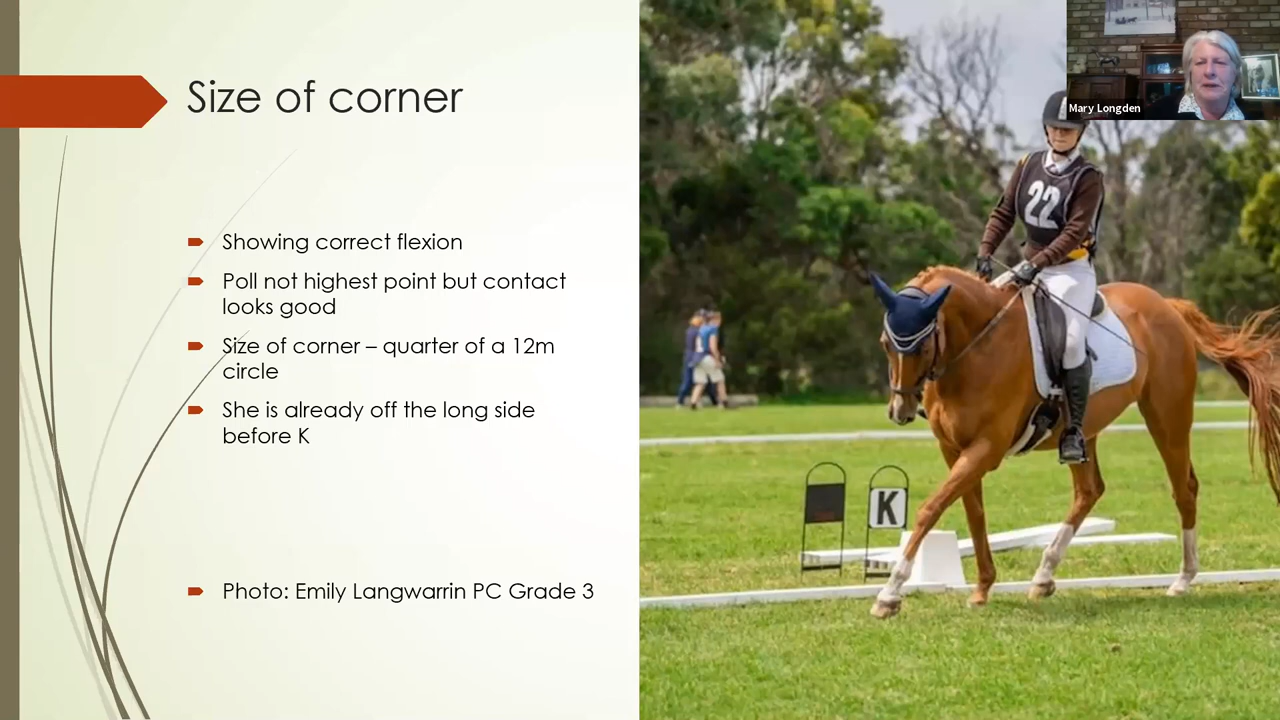 Size of corner
Showing correct flexion
Poll not highest point but contact
looks good
Size of corner – quarter of a 12m
circle
She is already off the long side
before K
Photo: Emily Langwarrin PC Grade 3
Mary Longden
22
K